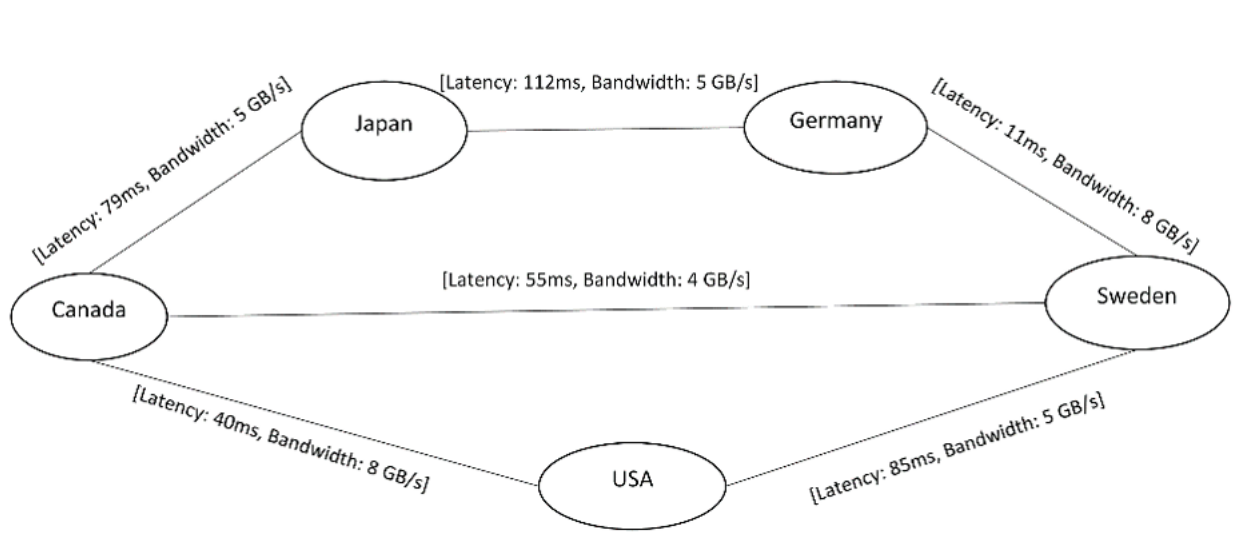 [Latency: 112ms, Bandwidth: 5 GB/s]
[Latency: 79ms, Bandwidth: 5 GB/s]
Japan
Germany
[Latency: 11ms, Bandwidth: 8 GB/s]
[Latency: 55ms, Bandwidth: 4 GB/s]
Canada
Sweden
[Latency: 40ms, Bandwidth: 8 GB/s]
USA
[Latency: 85ms, Bandwidth: 5 GB/s]